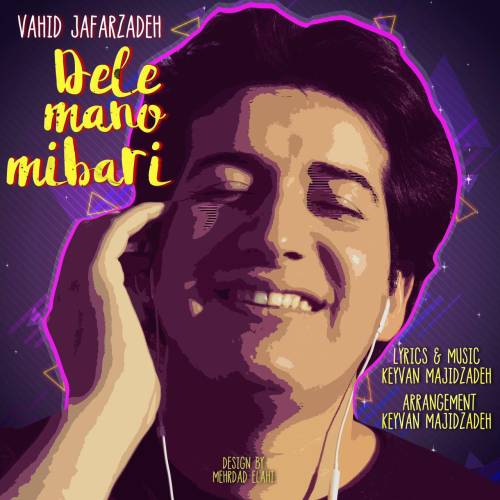 VAHID JAFARZADEH
Dele
mano
mibari
LYRICS & MUSIC
KEYVAN MAJIDZADEH
ARRANGEMENT
KEYVAN MAJIDZADEH
DESIGN BY
MEHRDAD ELAHI